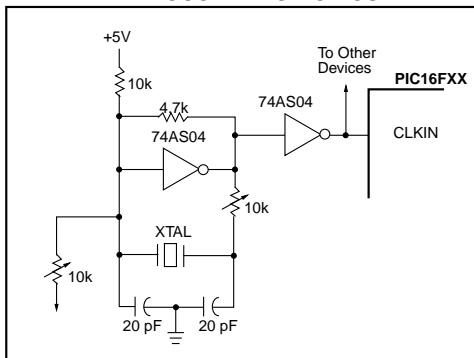 +5V
To Other
Devices
PIC16FXX
10k
4.7k
74AS04
74AS04
CLKIN
10k
XTAL
10k
20 pF
20 pF